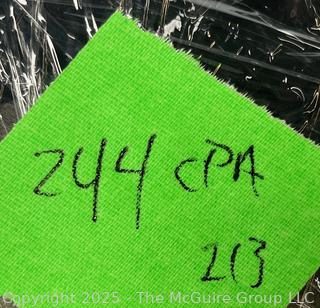 244 CPA
213
Copyright 2025 - The McGuire Group LLC